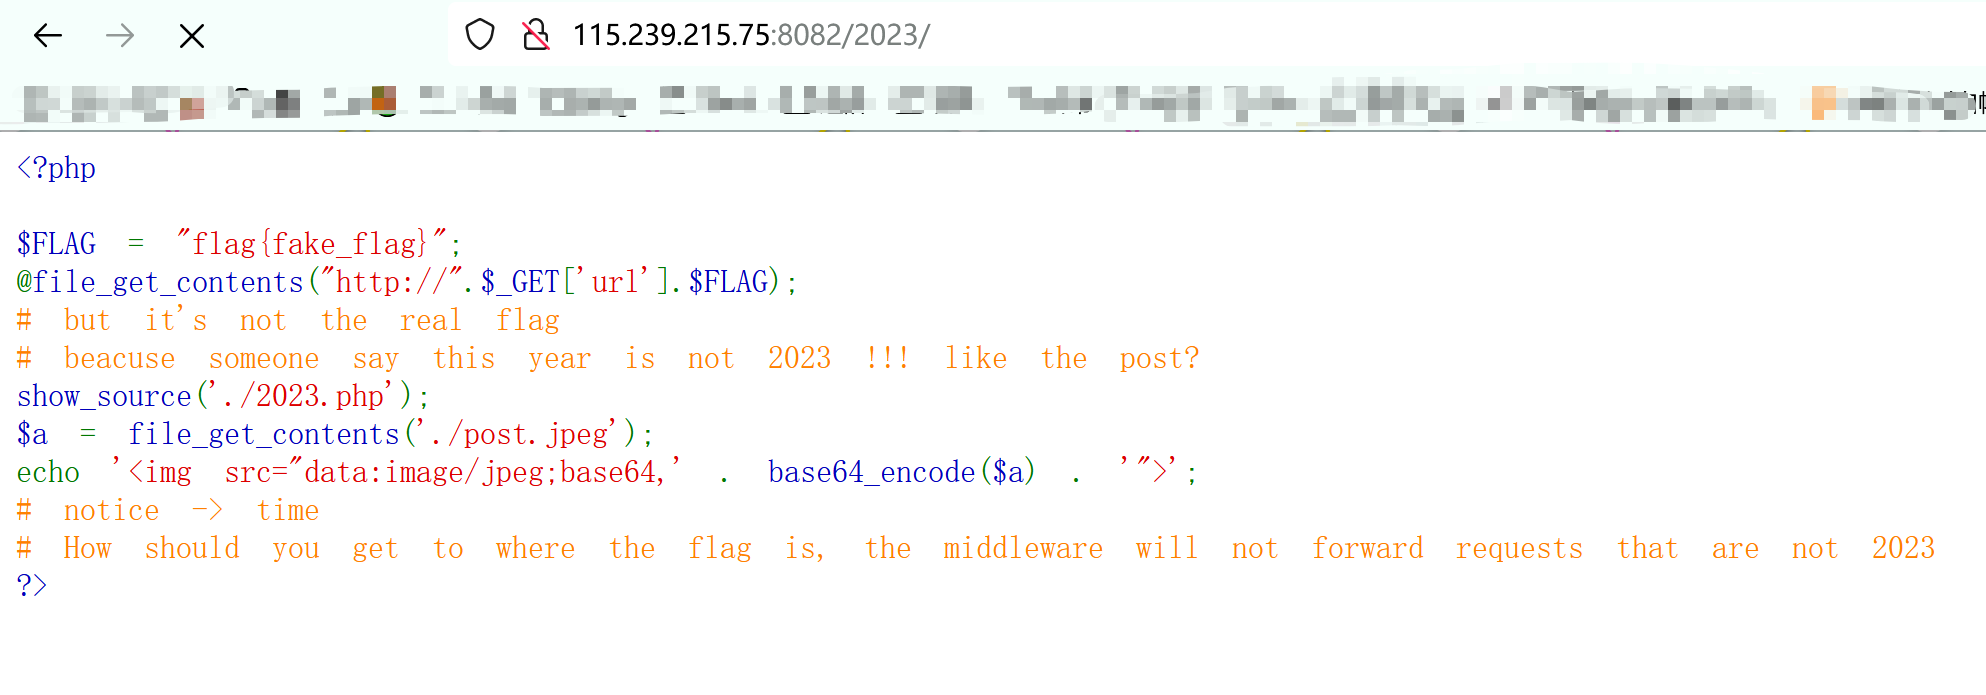 115.239.215.75:8082/2023/
<?php
$FLAG = "flag{fake_flag}";
@file_get_contents("http://".$_GET['url'].$FLAG);
# but it's not the real flag
# beacuse someone say this year is not 2023 !!! like the post?
show_source('./2023.php');
$a = file_get_contents('./post.jpeg');
echo '<img src="data:image/jpeg;base64,' . base64_encode($a) . '">';
# notice -> time
# How should you get to where the flag is, the middleware will not forward requests that are not 2023
?>